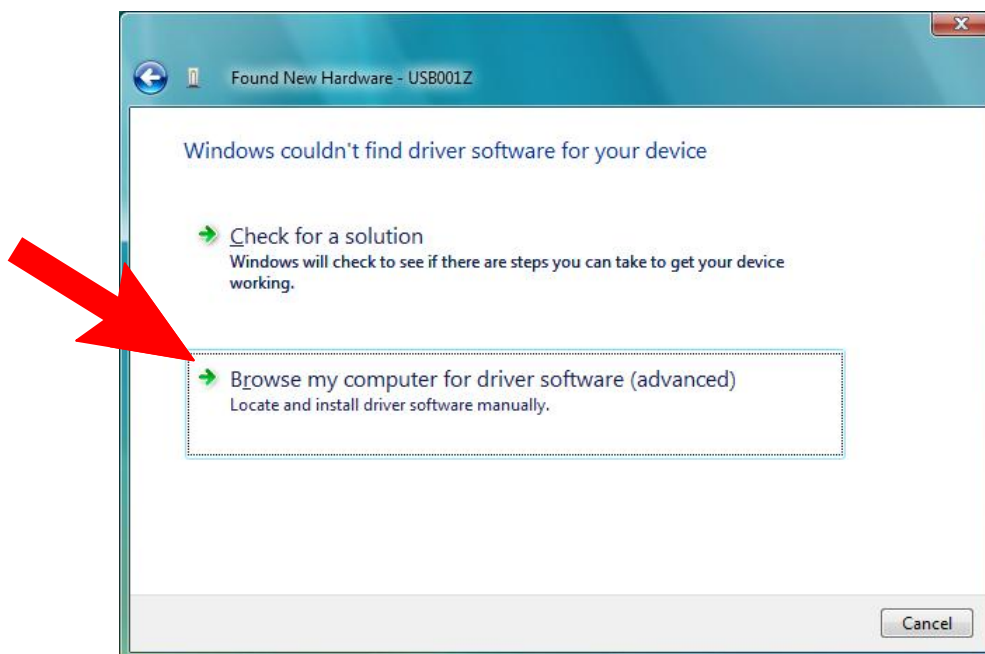 Found New Hardware - USB001Z
Windows couldn't find driver software for your device
Check for a solution
Windows will check to see if there are steps you can take to get your device
working.
Browse my computer for driver software (advanced)
Locate and install driver software manually.
Cancel